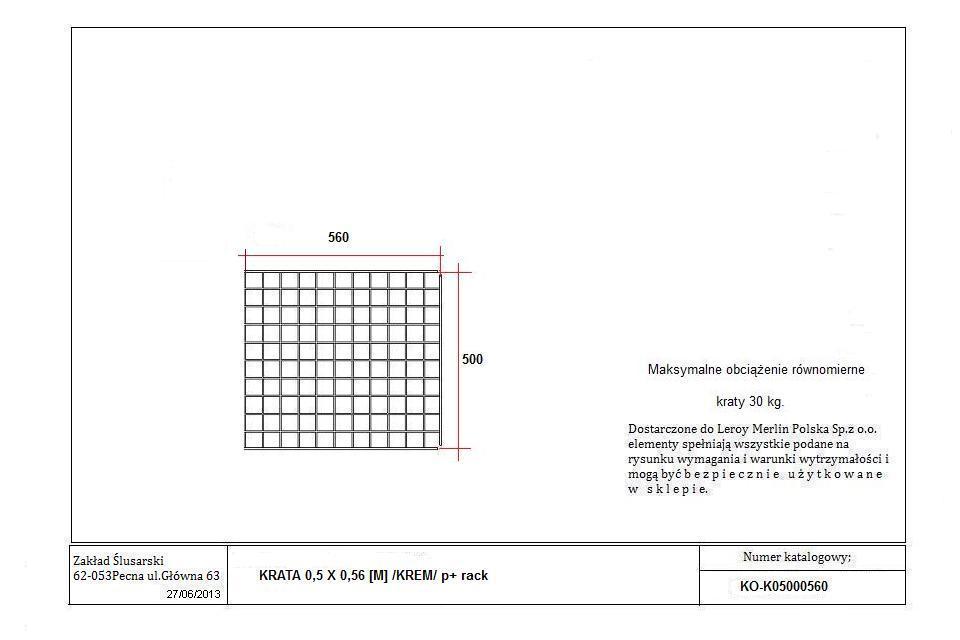 560
500
Maksymalne obciążenie równomierne
kraty 30 kg.
Dostarczone do Leroy Merlin Polska Sp.z o.o.
elementy spełniają wszystkie podane na
rysunku wymagania i warunki wytrzymałości i
mogą być b e z p i e c z n i e u ż y t k o w a n e
w s k l e p i e.
Zakład Ślusarski
62-053Pecna ul.Główna 63
27/06/2013
KRATA 0,5 X 0,56 [M] /KREM/ p+ rack
Numer katalogowy;
KO-K05000560